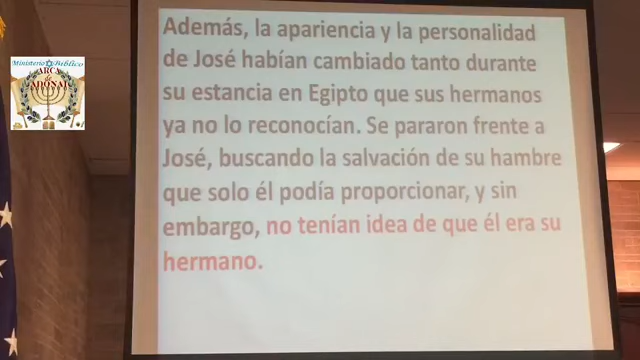 Ministerio Bíblico
ARCA
de
ADONAI
Además, la apariencia y la personalidad
de José habían cambiado tanto durante
su estancia en Egipto que sus hermanos
ya no lo reconocían. Se pararon frente a
José, buscando la salvación de su hambre
que solo él podía proporcionar, y sin
embargo, no tenían idea de que él era su
hermano.